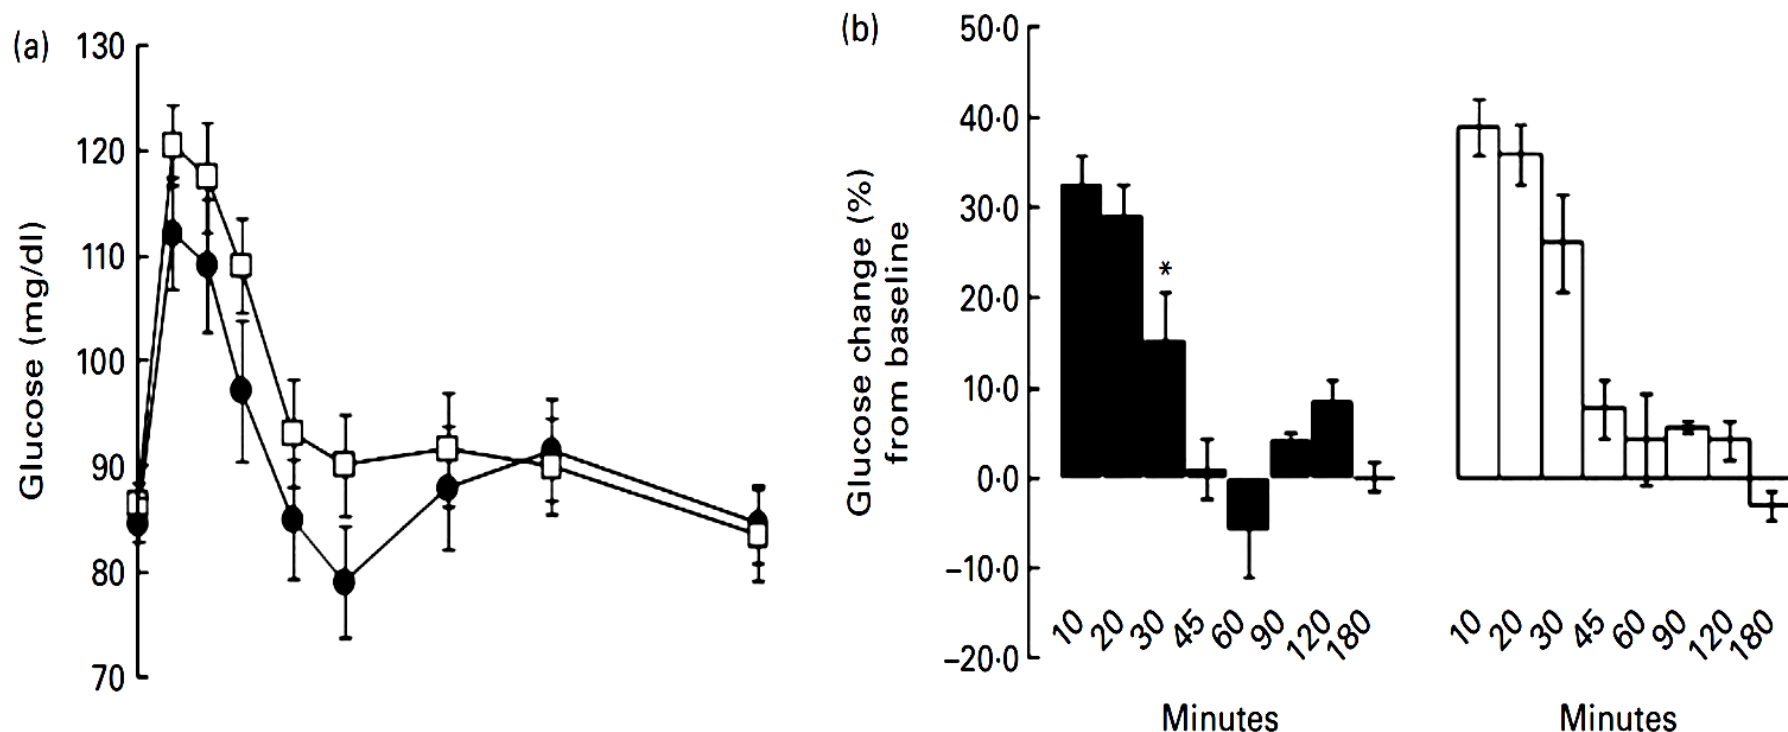 (a)
130
120
110
100
90
80
70
Glucose (mg/dl)
(b)
50·0
40·0
30·0
20·0
10·0
0·0
−10·0
−20·0
Glucose change (%)
from baseline
*
10 20 30 45 60 90 120 180
Minutes
10 20 30 45 60 90 120 180
Minutes